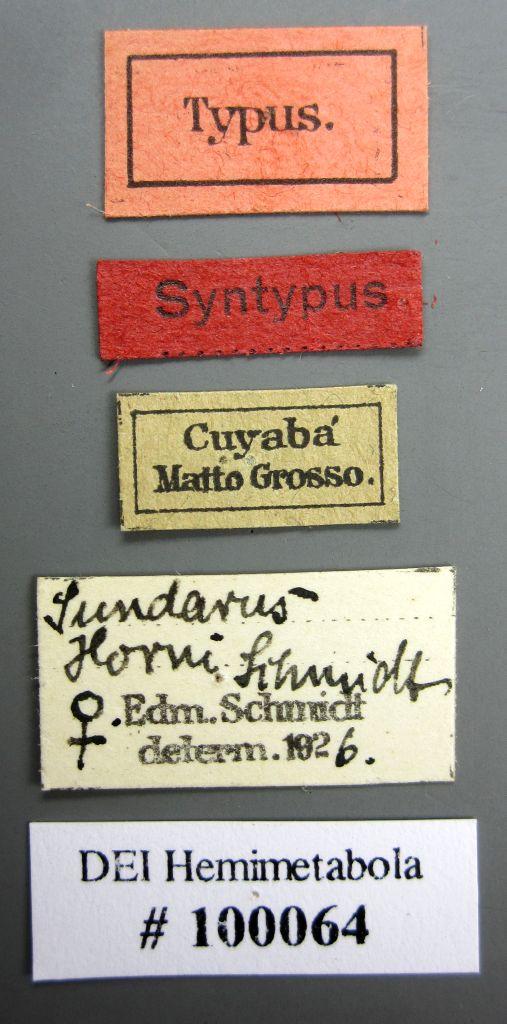 Typus.
Syntypus
Cuyabá
Matto Grosso.
Sundarus
Horni Schmidt
♀. Edm. Schmidt
determ. 1926.
DEI Hemimetabola
# 100064